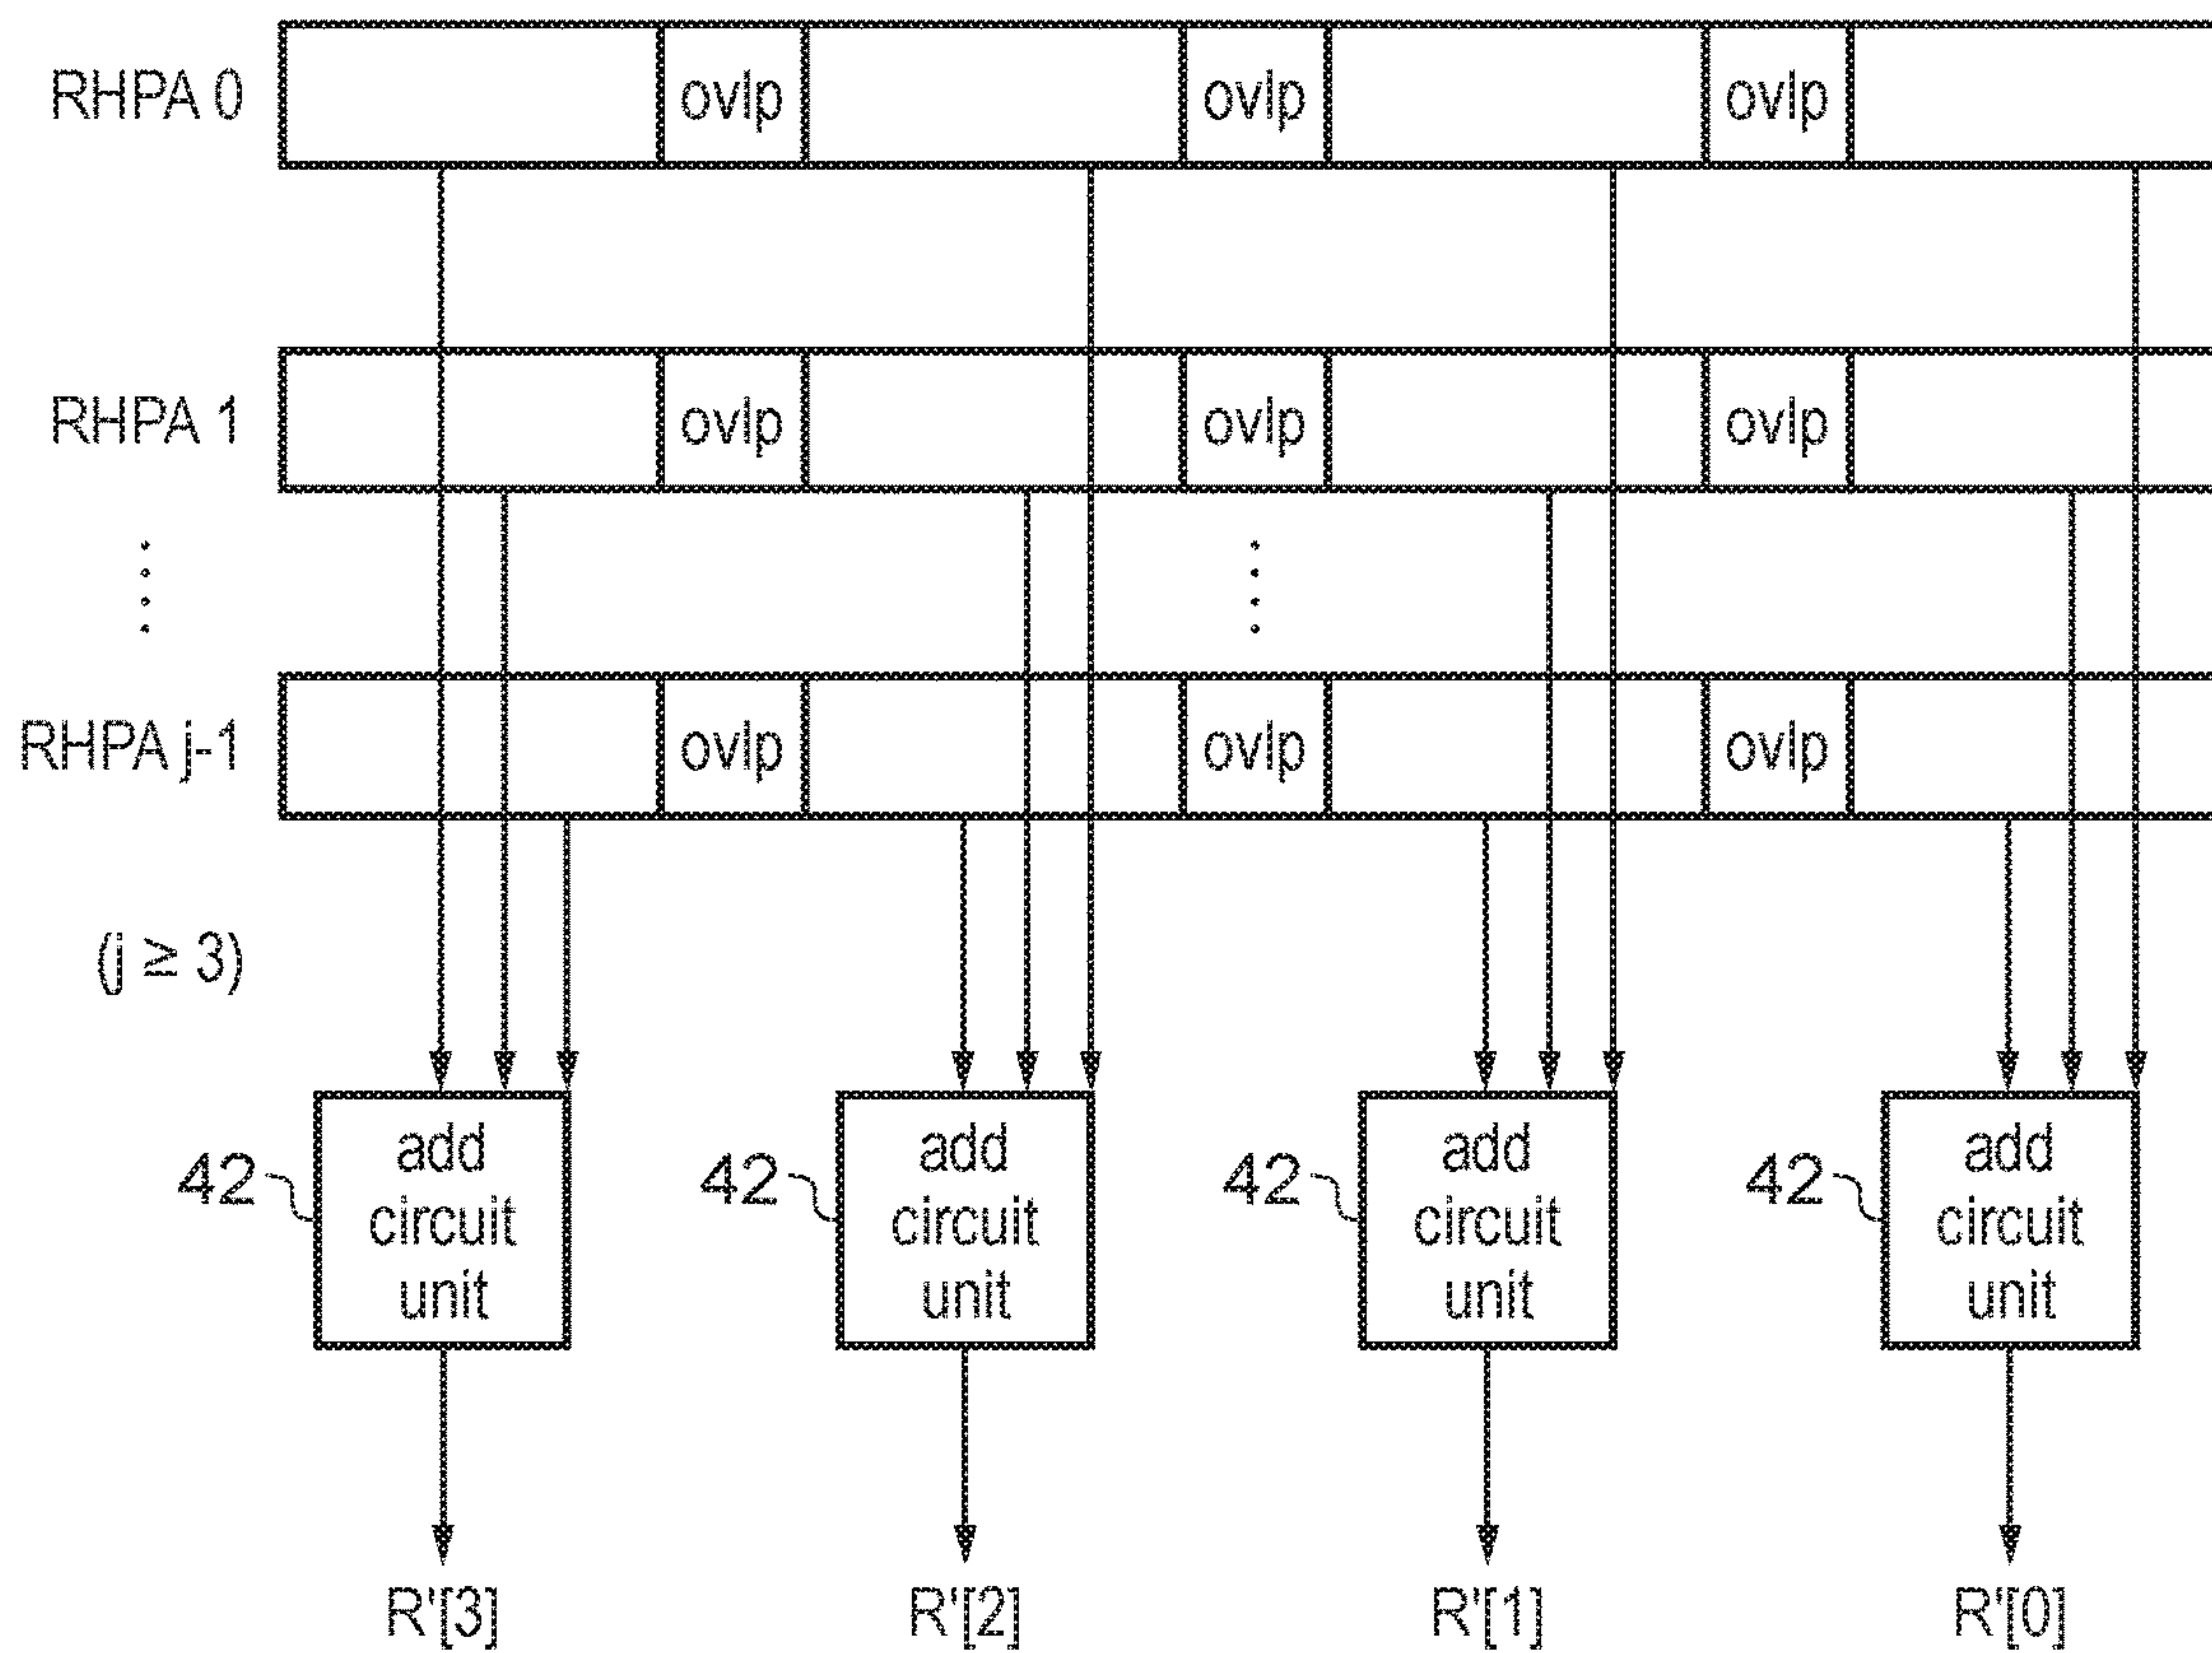 RHPA 0 ovlp ovlp ovlp
RHPA 1 ovlp ovlp ovlp
RHPA j-1 ovlp ovlp ovlp
(j ≥ 3)
42 add circuit unit
42 add circuit unit
42 add circuit unit
42 add circuit unit
R'[3] R'[2] R'[1] R'[0]